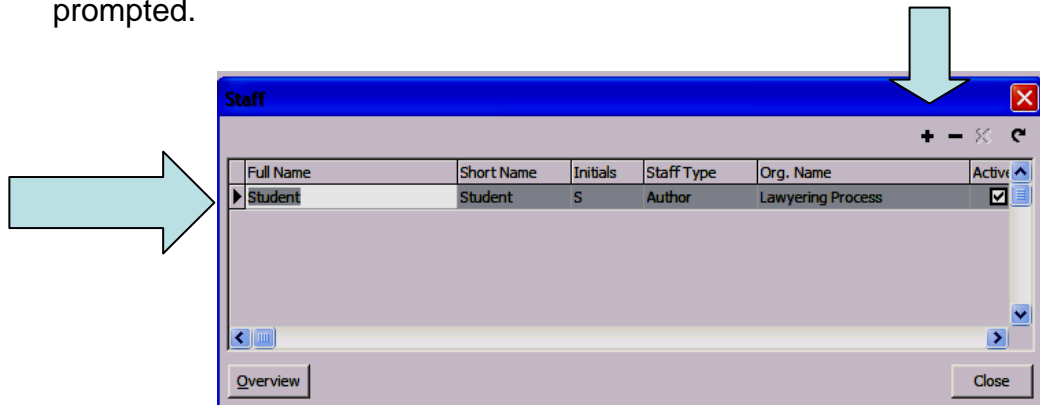 prompted.
Staff
Full Name Short Name Initials Staff Type Org. Name Active
Student Student S Author Lawyering Process
Overview Close